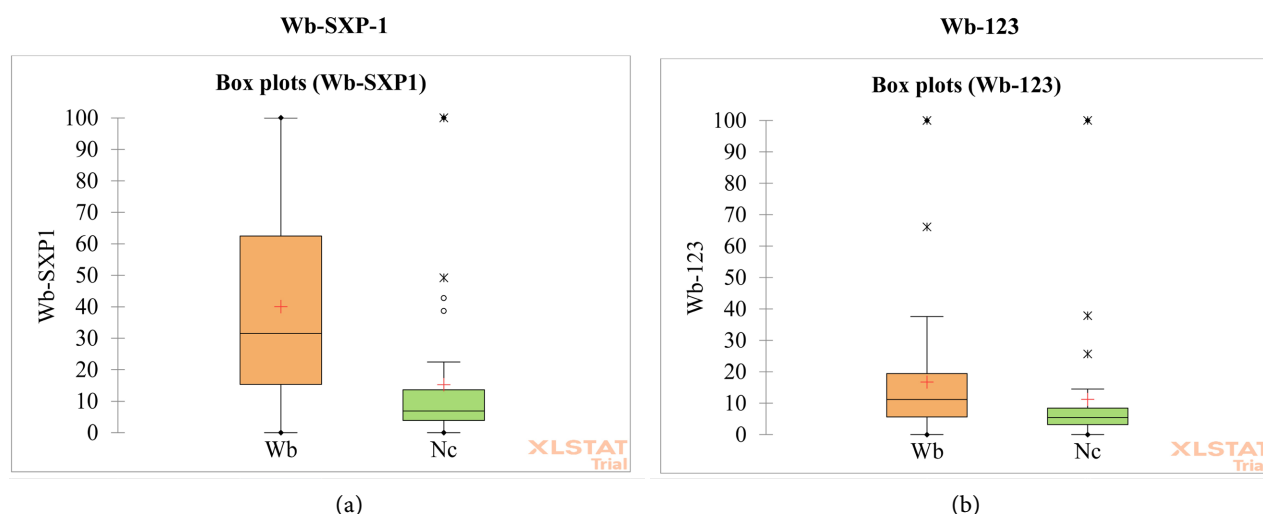 Wb-SXP-1
Box plots (Wb-SXP1)
Wb-SXP1
100
90
80
70
60
50
40
30
20
10
0
Wb
Nc
XLSTAT
Trial
(a)
Wb-123
Box plots (Wb-123)
Wb-123
100
90
80
70
60
50
40
30
20
10
0
Wb
Nc
XLSTAT
Trial
(b)